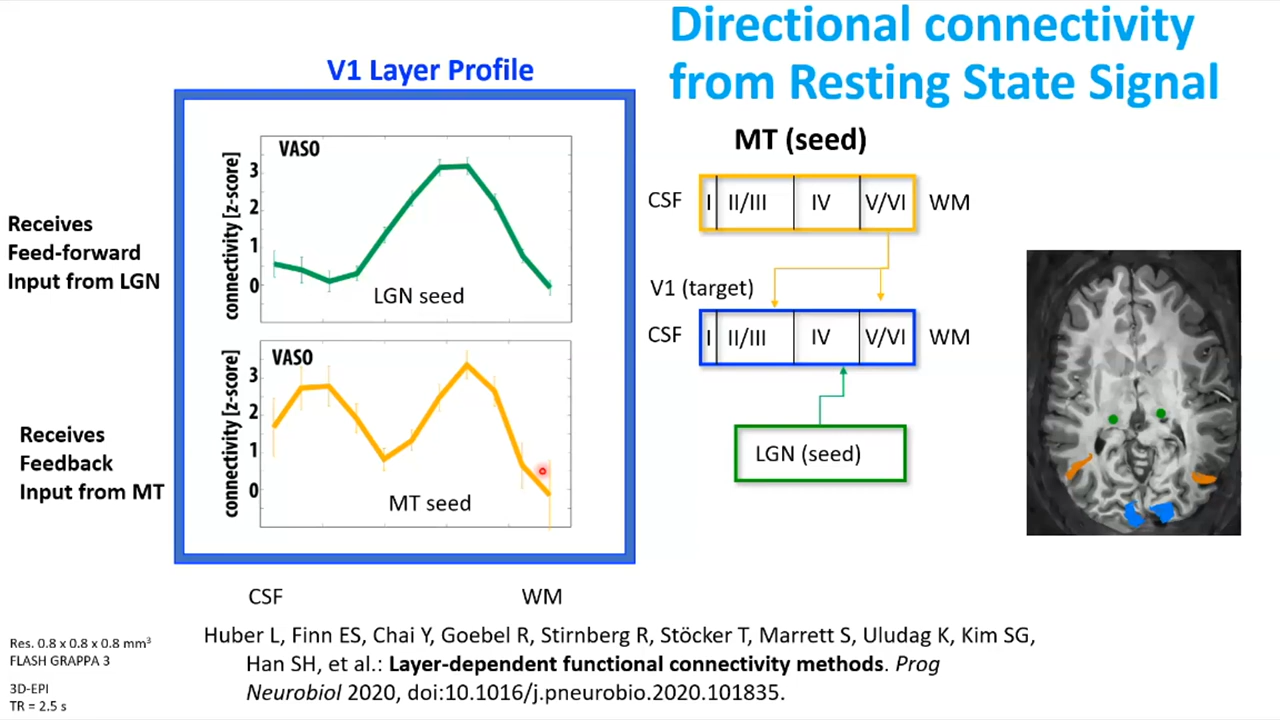 Directional connectivity
from Resting State Signal
V1 Layer Profile
Receives
Feed-forward
Input from LGN
VASO
connectivity [z-score]
3
2
1
0
LGN seed
Receives
Feedback
Input from MT
VASO
connectivity [z-score]
3
2
1
0
MT seed
CSF
WM
MT (seed)
CSF I II/III IV V/VI WM
V1 (target)
CSF I II/III IV V/VI WM
LGN (seed)
Res. 0.8 x 0.8 x 0.8 mm³
FLASH GRAPPA 3
3D-EPI
TR = 2.5 s
Huber L, Finn ES, Chai Y, Goebel R, Stirnberg R, Stöcker T, Marrett S, Uludag K, Kim SG,
Han SH, et al.: Layer-dependent functional connectivity methods. Prog
Neurobiol 2020, doi:10.1016/j.pneurobio.2020.101835.